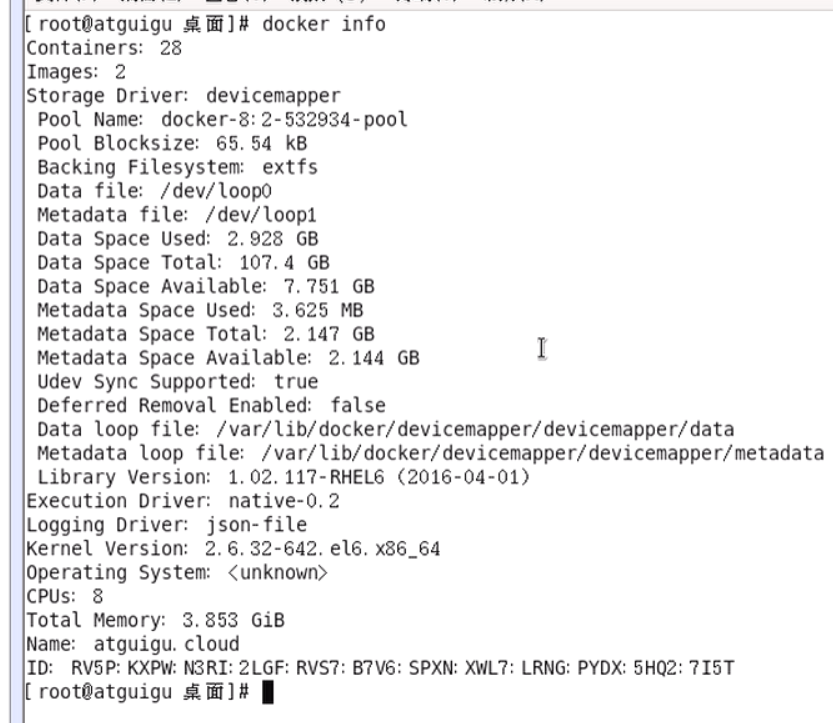 [root@atguigu 桌面]# docker info
Containers: 28
Images: 2
Storage Driver: devicemapper
 Pool Name: docker-8:2-532934-pool
 Pool Blocksize: 65.54 kB
 Backing Filesystem: extfs
 Data file: /dev/loop0
 Metadata file: /dev/loop1
 Data Space Used: 2.928 GB
 Data Space Total: 107.4 GB
 Data Space Available: 7.751 GB
 Metadata Space Used: 3.625 MB
 Metadata Space Total: 2.147 GB
 Metadata Space Available: 2.144 GB
 Udev Sync Supported: true
 Deferred Removal Enabled: false
 Data loop file: /var/lib/docker/devicemapper/devicemapper/data
 Metadata loop file: /var/lib/docker/devicemapper/devicemapper/metadata
 Library Version: 1.02.117-RHEL6 (2016-04-01)
Execution Driver: native-0.2
Logging Driver: json-file
Kernel Version: 2.6.32-642.el6.x86_64
Operating System: <unknown>
CPUs: 8
Total Memory: 3.853 GiB
Name: atguigu.cloud
ID: RV5P:KXPW:N3RI:2LGF:RVS7:B7V6:SPXN:XWL7:LRNG:PYDX:5HQ2:7I5T
[root@atguigu 桌面]#